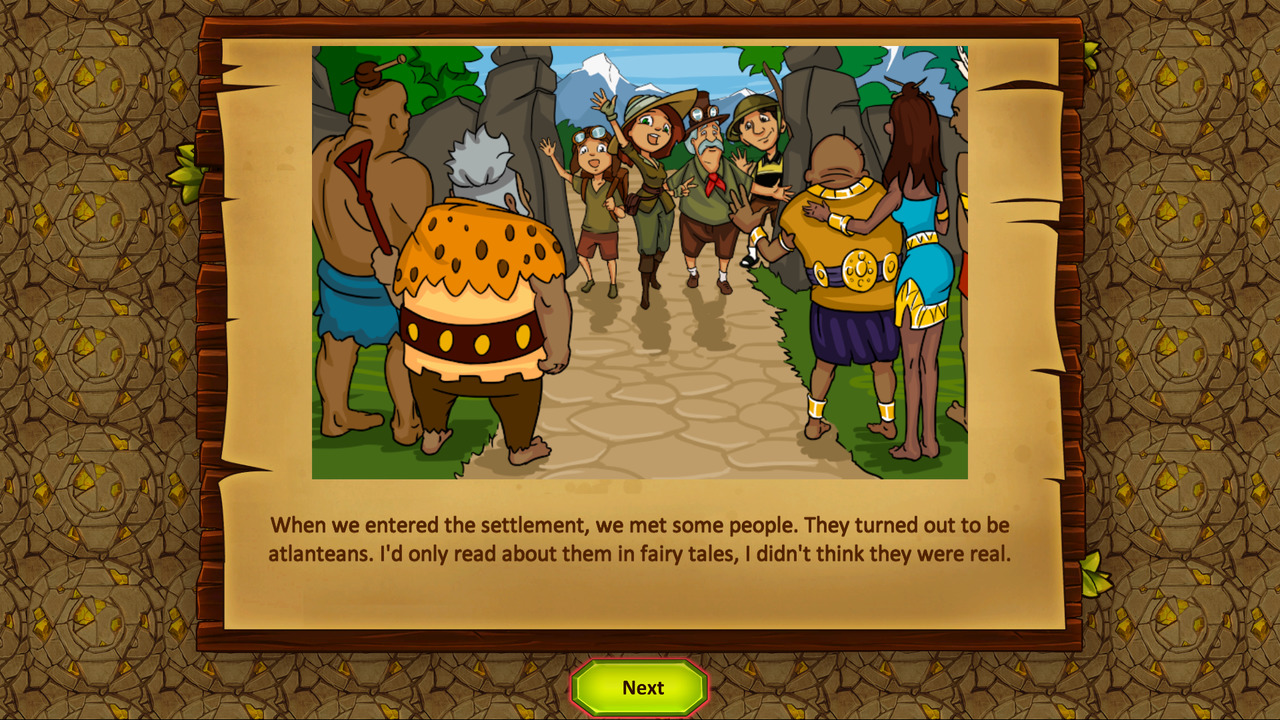 When we entered the settlement, we met some people. They turned out to be
atlanteans. I'd only read about them in fairy tales, I didn't think they were real.
Next